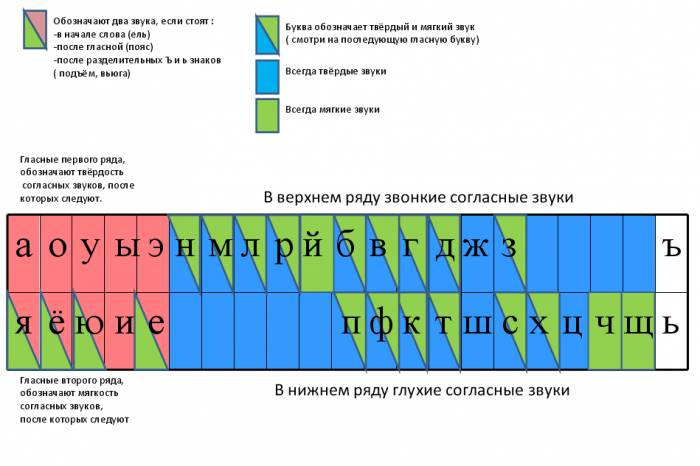 Обозначают два звука, если стоят :
-в начале слова (ель)
-после гласной (пояс)
-после разделительных Ъ и ь знаков
( подъём, вьюга)
Буква обозначает твёрдый и мягкий звук
( смотри на последующую гласную букву)
Всегда твёрдые звуки
Всегда мягкие звуки
Гласные первого ряда,
обозначают твёрдость
согласных звуков, после
которых следуют.
В верхнем ряду звонкие согласные звуки
а о у ы э н м л р й б в г д ж з ъ
я ё ю и е п ф к т ш с х ц ч щ ь
Гласные второго ряда,
обозначают мягкость
согласных звуков,
после которых следуют
В нижнем ряду глухие согласные звуки